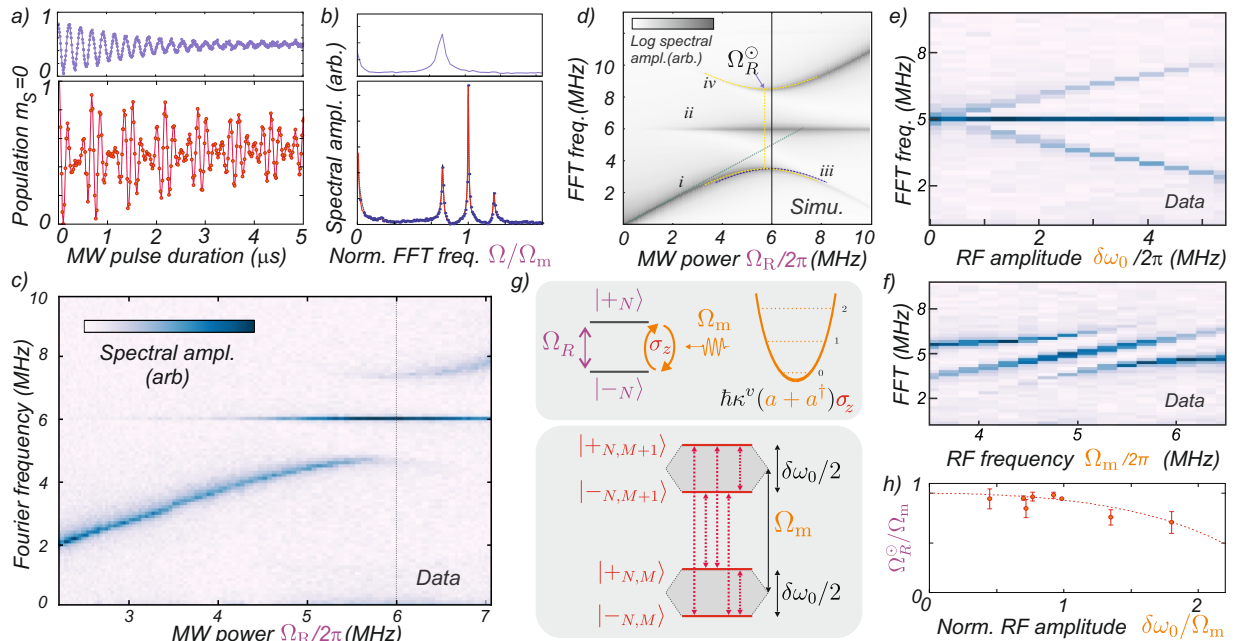 a)
1
0
1
0
Population m_S=0
0 1 2 3 4 5
MW pulse duration (μs)
b)
Spectral ampl. (arb.)
0 1
Norm. FFT freq. Ω/Ω_m
c)
10
8
6
4
2
0
Fourier frequency (MHz)
Spectral ampl.
(arb)
Data
3 4 5 6 7
MW power Ω_R/2π (MHz)
d)
Log spectral
ampl.(arb.)
Ω_R^⊙
iv
ii
i
iii
Simu.
10
8
6
4
2
FFT freq. (MHz)
0 2 4 6 8 10
MW power Ω_R/2π (MHz)
e)
8
5
2
FFT freq. (MHz)
Data
0 1 2 3 4 5
RF amplitude δω_0/2π (MHz)
f)
8
5
2
FFT (MHz)
Data
4 5 6
RF frequency Ω_m/2π (MHz)
g)
|+_N⟩
Ω_R
σ_z
Ω_m
|−_N⟩
2
1
0
ħκ^v(a + a^†)σ_z
|+_{N,M+1}⟩
δω_0/2
|−_{N,M+1}⟩
Ω_m
|+_{N,M}⟩
δω_0/2
|−_{N,M}⟩
h)
1
0
Ω_R^⊙/Ω_m
0 1 2
Norm. RF amplitude δω_0/Ω_m